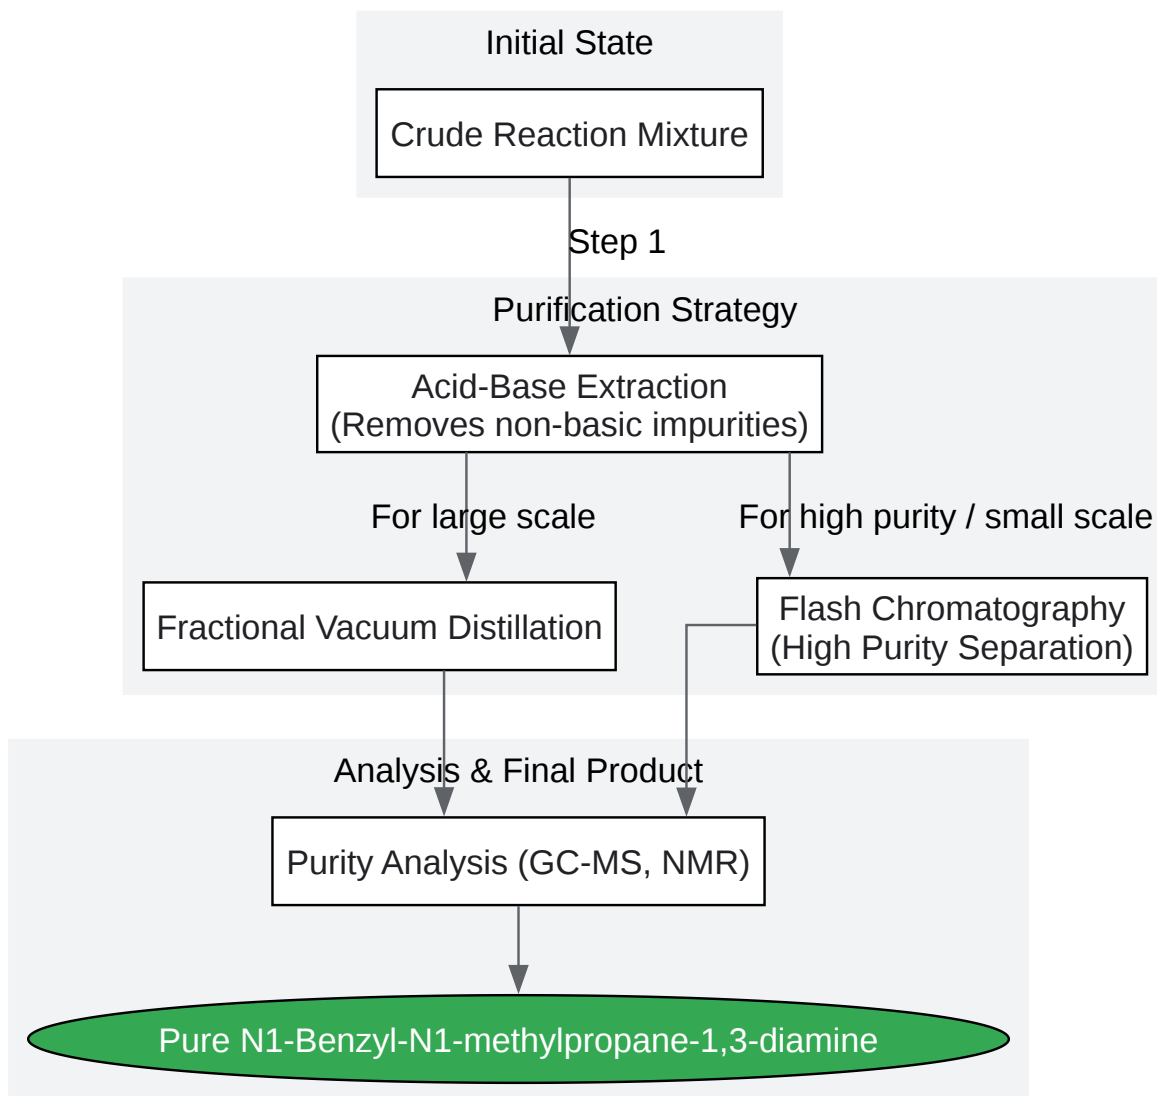 Initial State
Crude Reaction Mixture
Step 1
Purification Strategy
Acid-Base Extraction
(Removes non-basic impurities)
For large scale
For high purity / small scale
Fractional Vacuum Distillation
Flash Chromatography
(High Purity Separation)
Analysis & Final Product
Purity Analysis (GC-MS, NMR)
Pure N1-Benzyl-N1-methylpropane-1,3-diamine